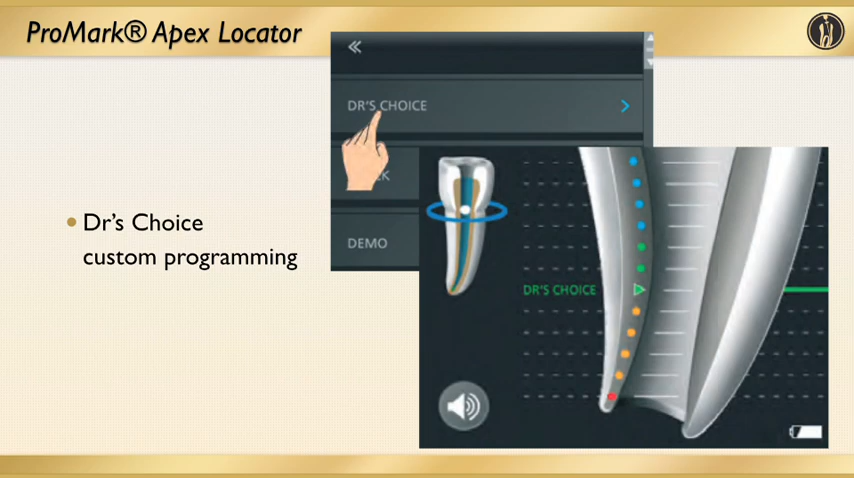 ProMark® Apex Locator
DR'S CHOICE
DEMO
• Dr's Choice
custom programming
DR'S CHOICE